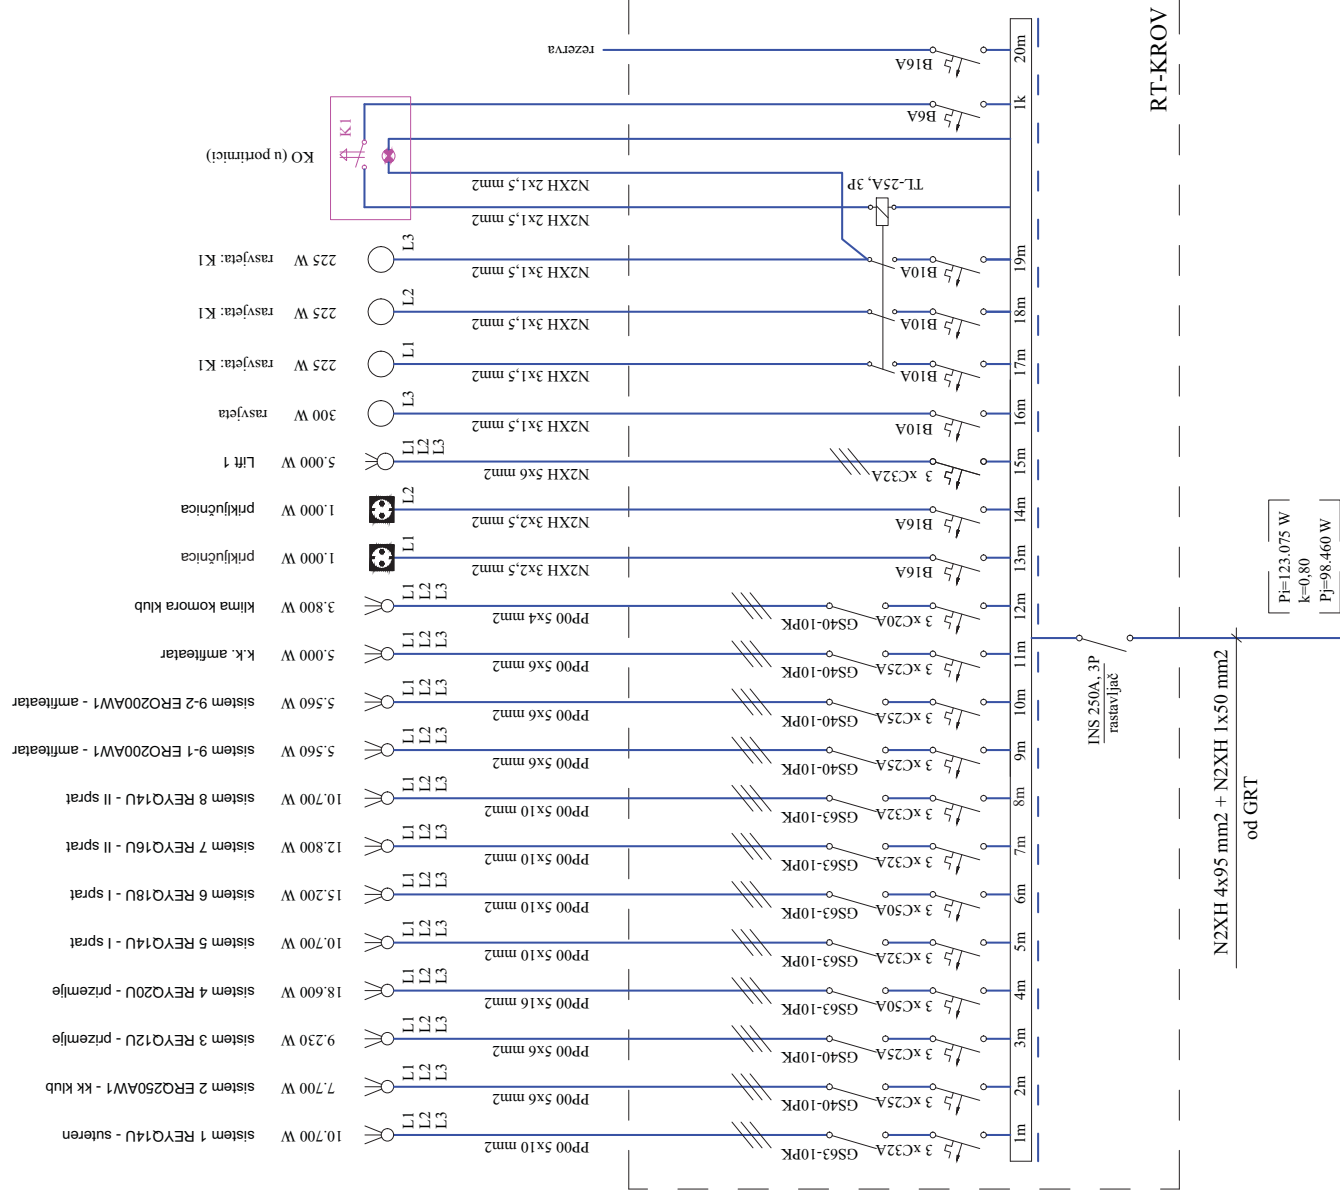 rezerva
B16A
20m
RT-KROV
B6A
1k
K1
KO (u portirnici)
N2XH 2x1,5 mm2
TL-25A, 3P
N2XH 2x1,5 mm2
225 W rasvjeta: K1
L3
N2XH 3x1,5 mm2
B10A
19m
225 W rasvjeta: K1
L2
N2XH 3x1,5 mm2
B10A
18m
225 W rasvjeta: K1
L1
N2XH 3x1,5 mm2
B10A
17m
300 W rasvjeta
L3
N2XH 3x1,5 mm2
B10A
16m
5.000 W Lift 1
L1
L2
L3
N2XH 5x6 mm2
3 xC32A
15m
1.000 W priključnica
L2
N2XH 3x2,5 mm2
B16A
14m
1.000 W priključnica
L1
N2XH 3x2,5 mm2
B16A
13m
3.800 W klima komora klub
L1
L2
L3
PP00 5x4 mm2
GS40-10PK
3 xC20A
12m
5.000 W k.k. amfiteatar
L1
L2
L3
PP00 5x6 mm2
GS40-10PK
3 xC25A
11m
5.560 W sistem 9-2 ERQ200AW1 - amfiteatar
L1
L2
L3
PP00 5x6 mm2
GS40-10PK
3 xC25A
10m
5.560 W sistem 9-1 ERQ200AW1 - amfiteatar
L1
L2
L3
PP00 5x6 mm2
GS40-10PK
3 xC25A
9m
10.700 W sistem 8 REYQ14U - II sprat
L1
L2
L3
PP00 5x10 mm2
GS63-10PK
3 xC32A
8m
12.800 W sistem 7 REYQ16U - II sprat
L1
L2
L3
PP00 5x10 mm2
GS63-10PK
3 xC32A
7m
15.200 W sistem 6 REYQ18U - I sprat
L1
L2
L3
PP00 5x10 mm2
GS63-10PK
3 xC50A
6m
10.700 W sistem 5 REYQ14U - I sprat
L1
L2
L3
PP00 5x10 mm2
GS63-10PK
3 xC32A
5m
18.600 W sistem 4 REYQ20U - prizemlje
L1
L2
L3
PP00 5x16 mm2
GS63-10PK
3 xC50A
4m
9.230 W sistem 3 REYQ12U - prizemlje
L1
L2
L3
PP00 5x6 mm2
GS40-10PK
3 xC25A
3m
7.700 W sistem 2 ERQ250AW1 - kk klub
L1
L2
L3
PP00 5x6 mm2
GS40-10PK
3 xC25A
2m
10.700 W sistem 1 REYQ14U - suteren
L1
L2
L3
PP00 5x10 mm2
GS63-10PK
3 xC32A
1m
INS 250A, 3P
rastavljač
N2XH 4x95 mm2 + N2XH 1x50 mm2
od GRT
Pi=123.075 W
k=0,80
Pj=98.460 W